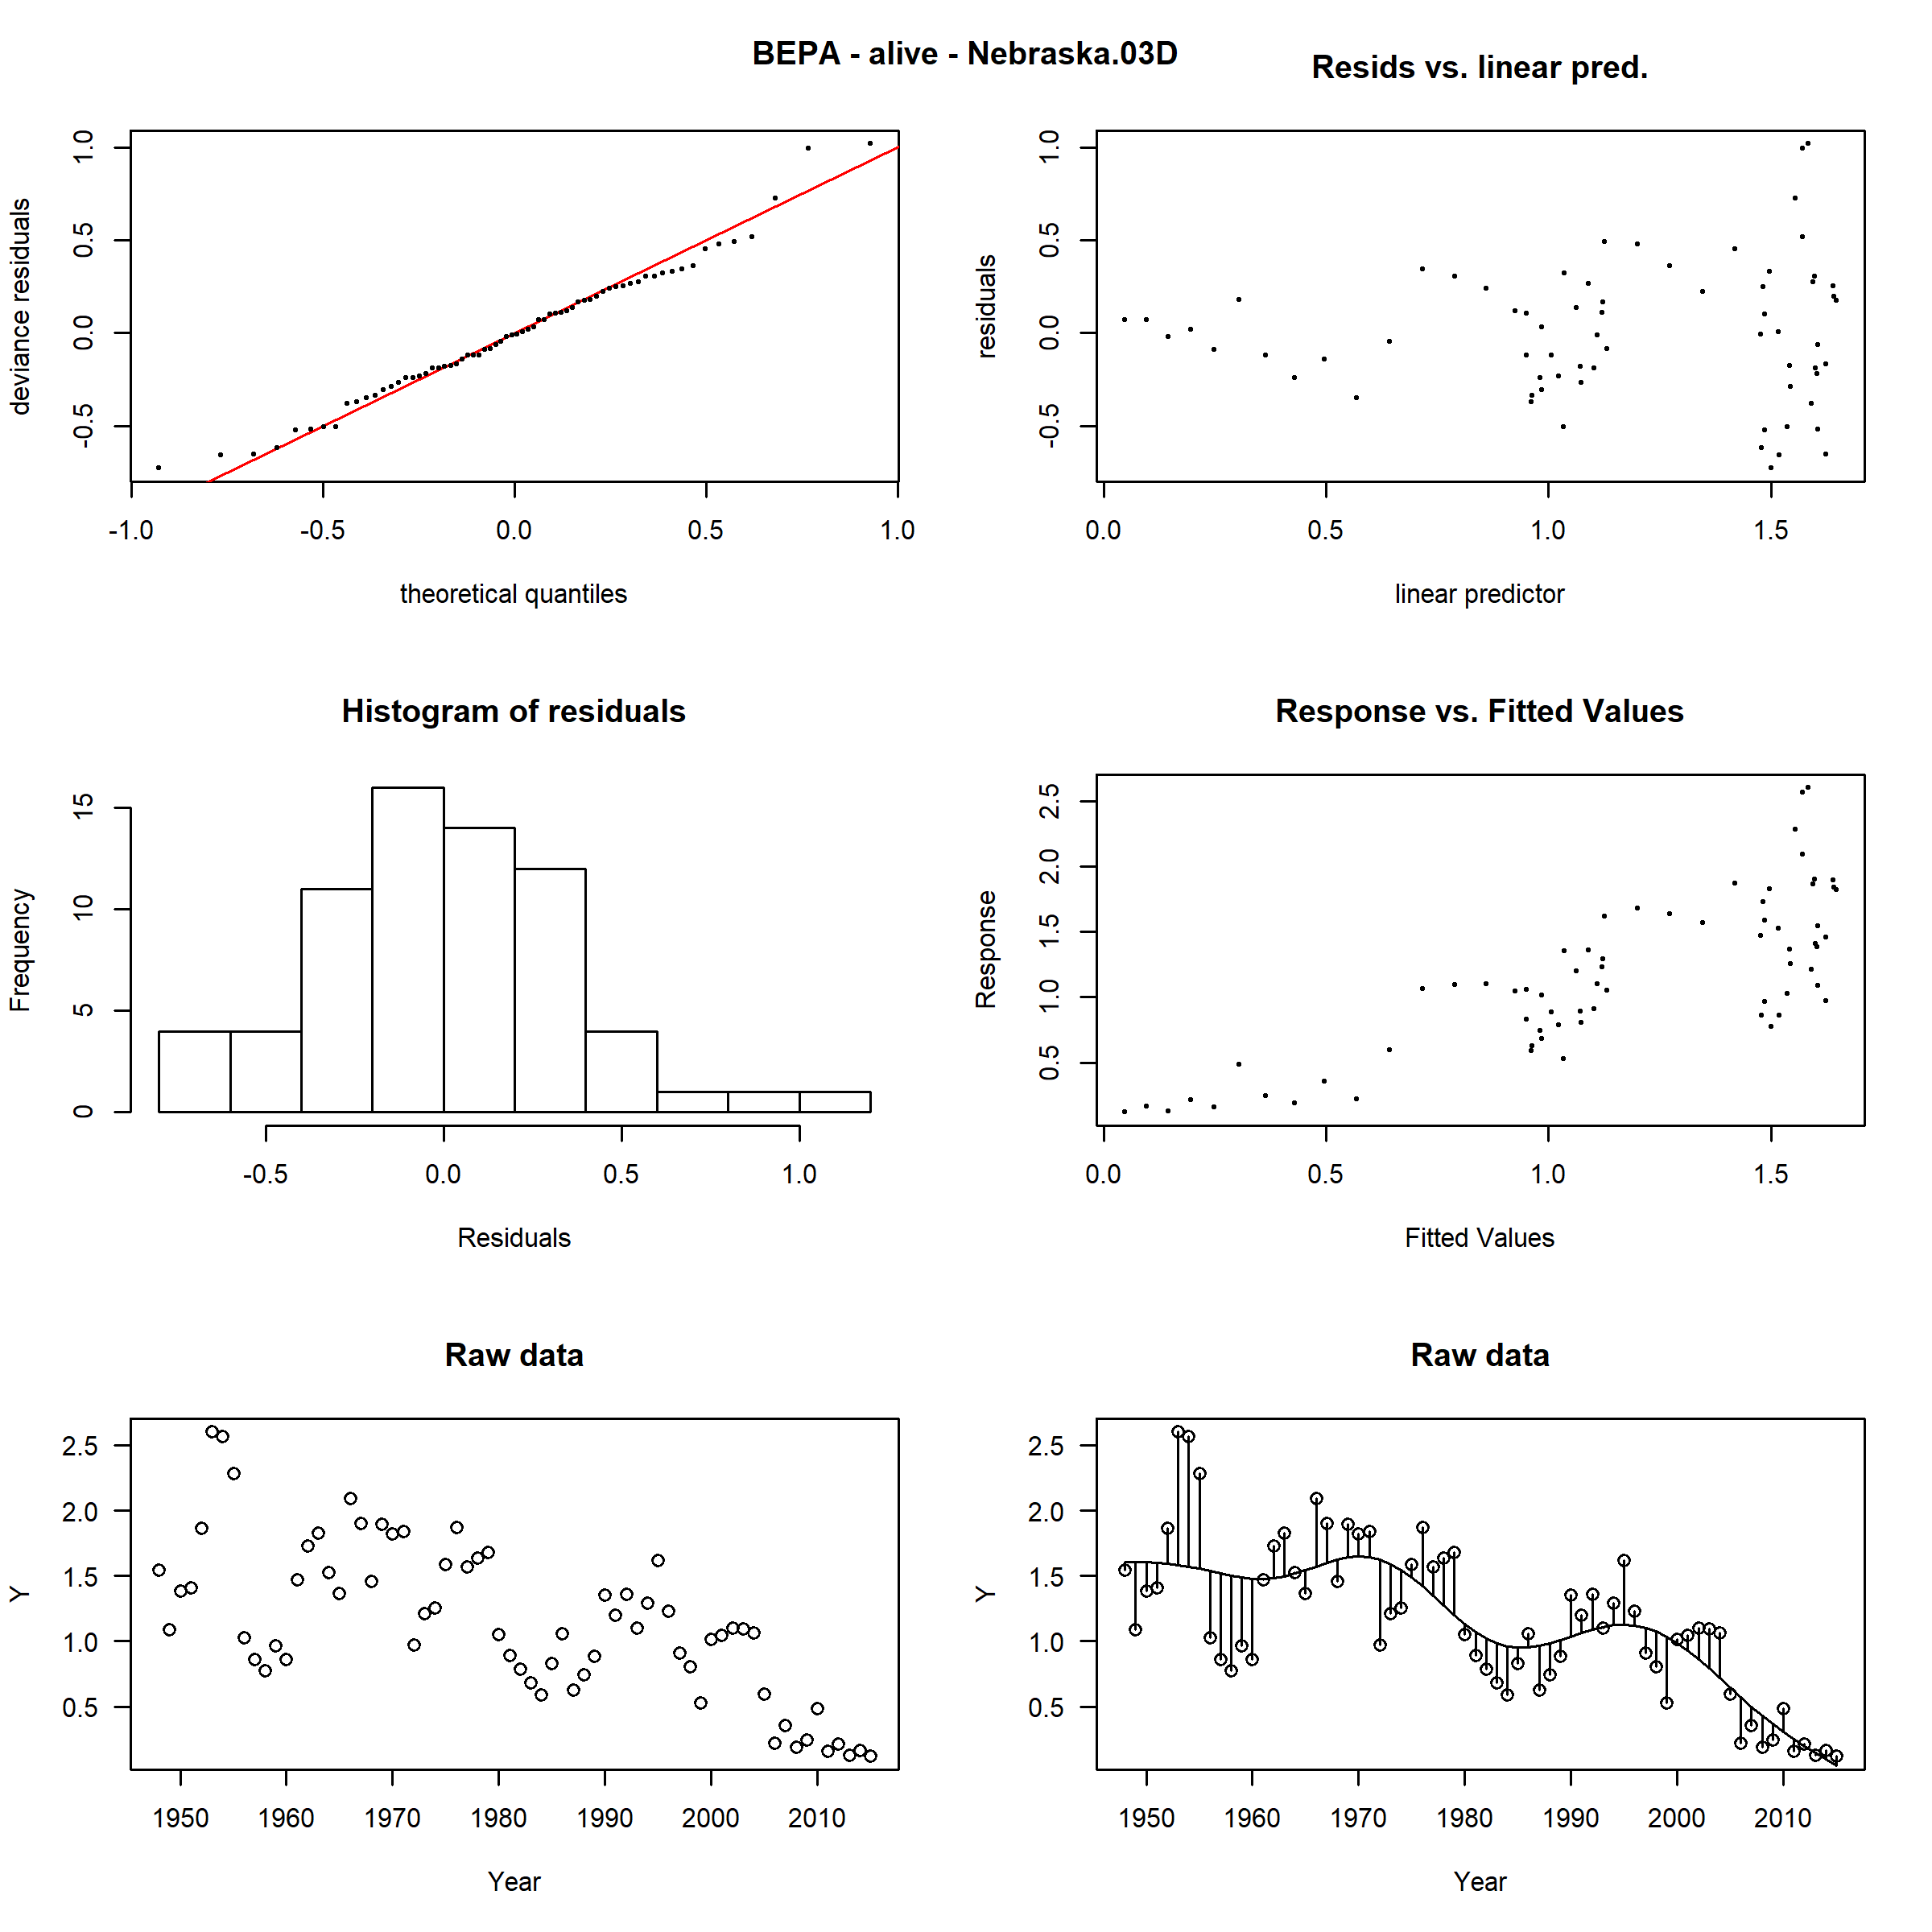 BEPA - alive - Nebraska.03D
Resids vs. linear pred.
deviance residuals
1.0
0.5
0.0
-0.5
-1.0 -0.5 0.0 0.5 1.0
theoretical quantiles
residuals
1.0
0.5
0.0
-0.5
0.0 0.5 1.0 1.5
linear predictor
Histogram of residuals
Frequency
15
10
5
0
-0.5 0.0 0.5 1.0
Residuals
Response vs. Fitted Values
Response
2.5
2.0
1.5
1.0
0.5
0.0 0.5 1.0 1.5
Fitted Values
Raw data
Y
2.5
2.0
1.5
1.0
0.5
1950 1960 1970 1980 1990 2000 2010
Year
Raw data
Y
2.5
2.0
1.5
1.0
0.5
1950 1960 1970 1980 1990 2000 2010
Year